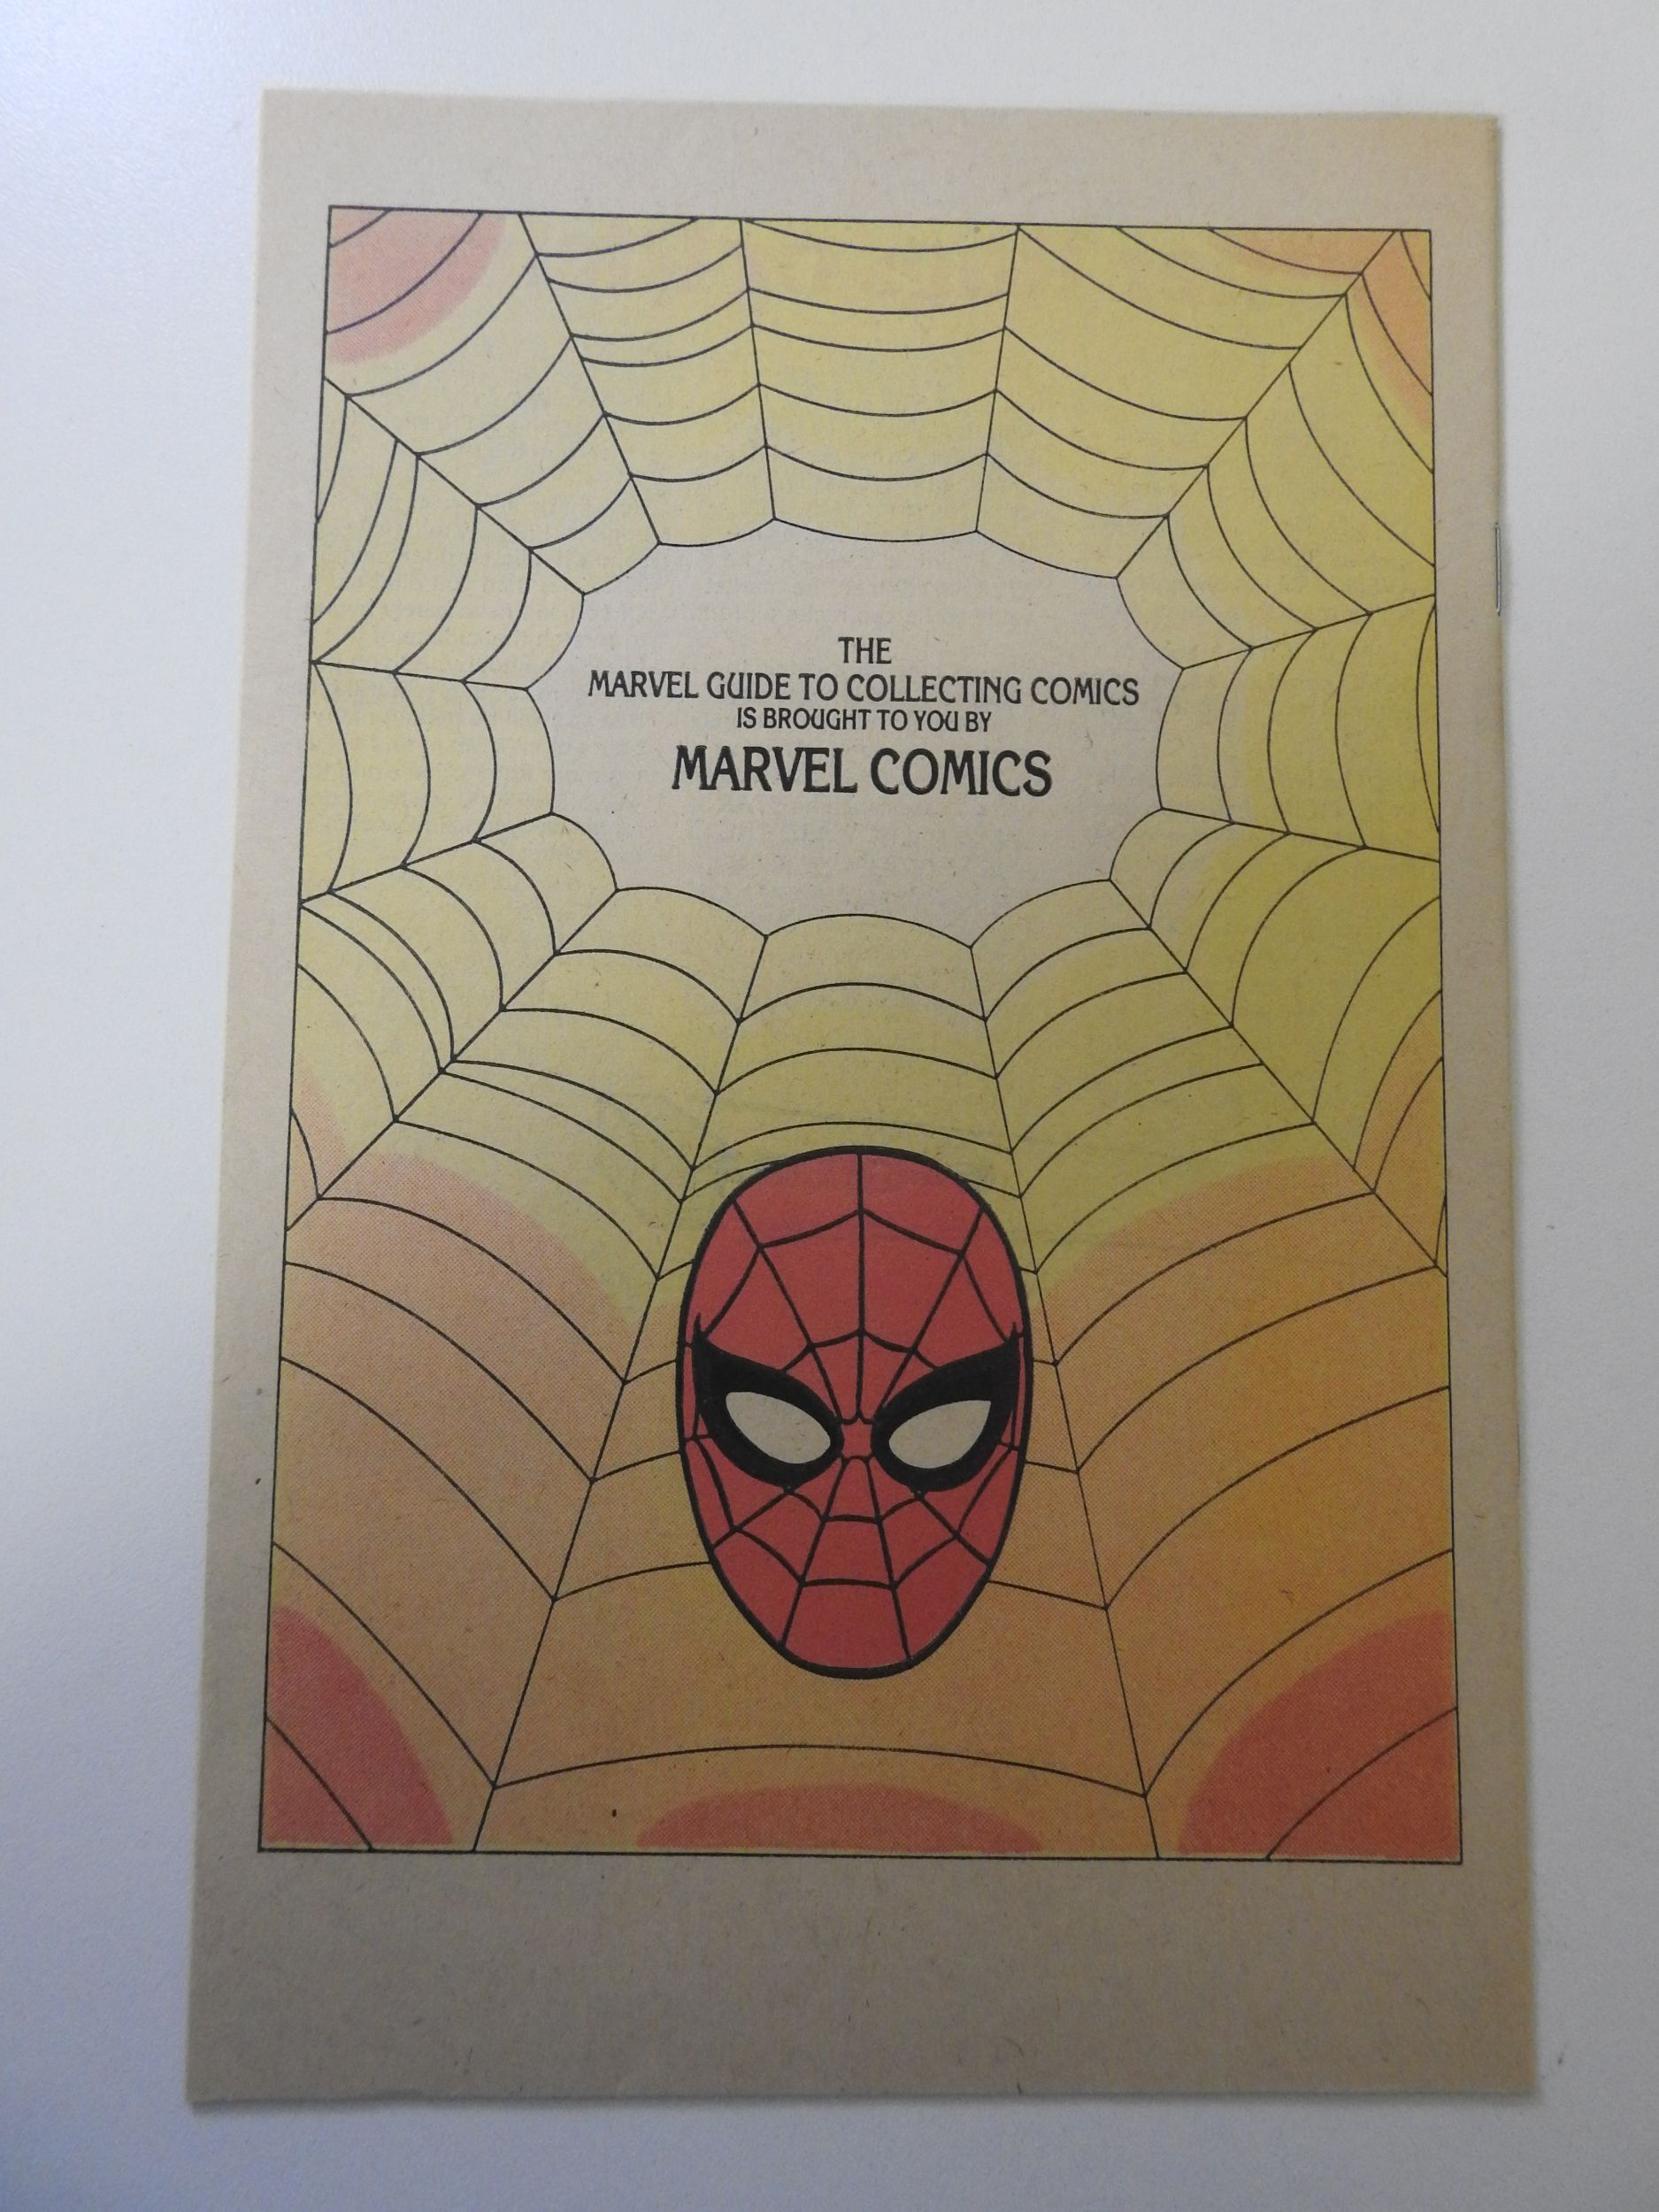 THE
MARVEL GUIDE TO COLLECTING COMICS
IS BROUGHT TO YOU BY
MARVEL COMICS